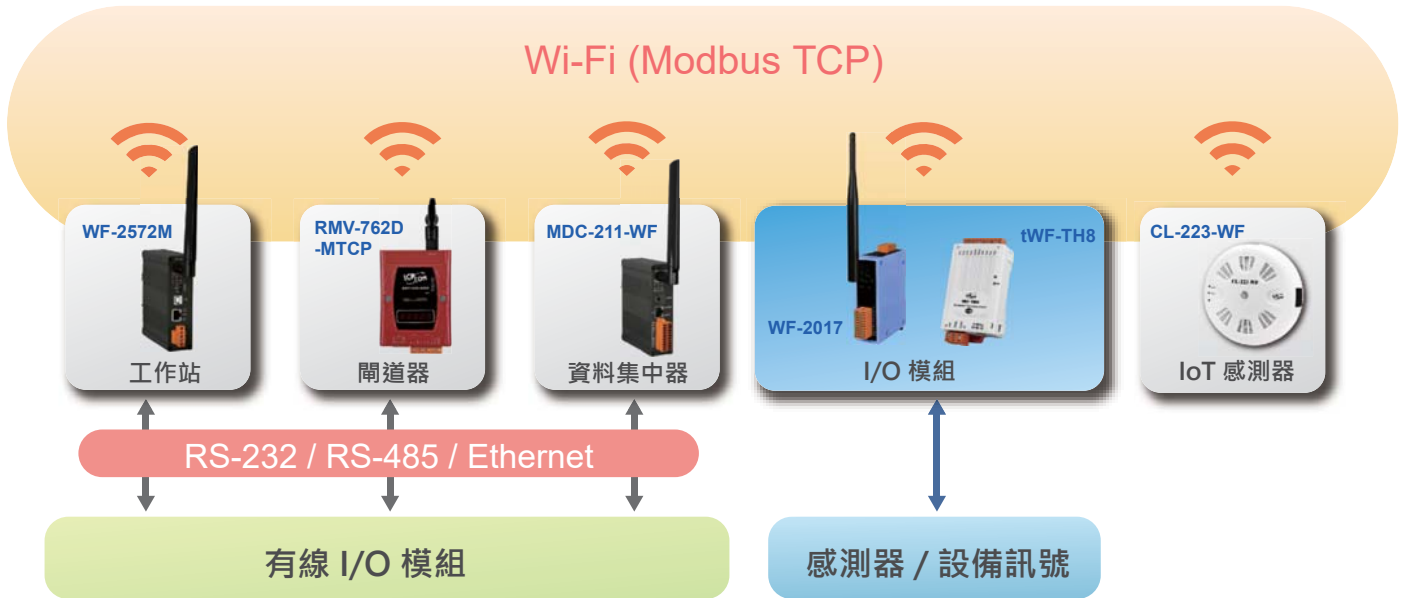 Wi-Fi (Modbus TCP)
WF-2572M
工作站
RMV-762D
-MTCP
閘道器
MDC-211-WF
資料集中器
tWF-TH8
WF-2017
I/O 模組
CL-223-WF
IoT 感測器
RS-232 / RS-485 / Ethernet
有線 I/O 模組
感測器 / 設備訊號